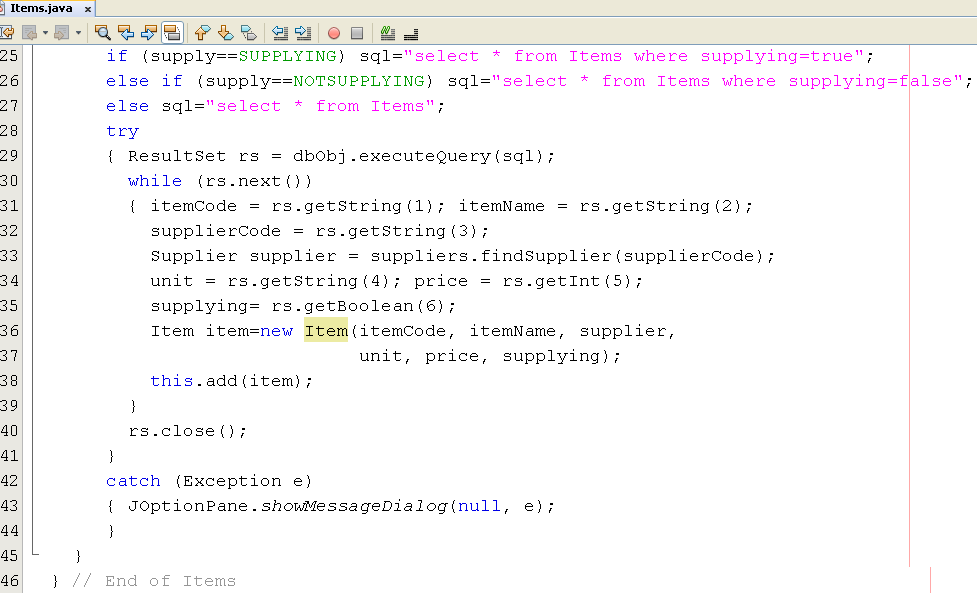 Items.java x
25 if (supply==SUPPLYING) sql="select * from Items where supplying=true";
26 else if (supply==NOTSUPPLYING) sql="select * from Items where supplying=false";
27 else sql="select * from Items";
28 try
29 { ResultSet rs = dbObj.executeQuery(sql);
30 while (rs.next())
31 { itemCode = rs.getString(1); itemName = rs.getString(2);
32 supplierCode = rs.getString(3);
33 Supplier supplier = suppliers.findSupplier(supplierCode);
34 unit = rs.getString(4); price = rs.getInt(5);
35 supplying= rs.getBoolean(6);
36 Item item=new Item(itemCode, itemName, supplier,
37 unit, price, supplying);
38 this.add(item);
39 }
40 rs.close();
41 }
42 catch (Exception e)
43 { JOptionPane.showMessageDialog(null, e);
44 }
45 }
46 } // End of Items